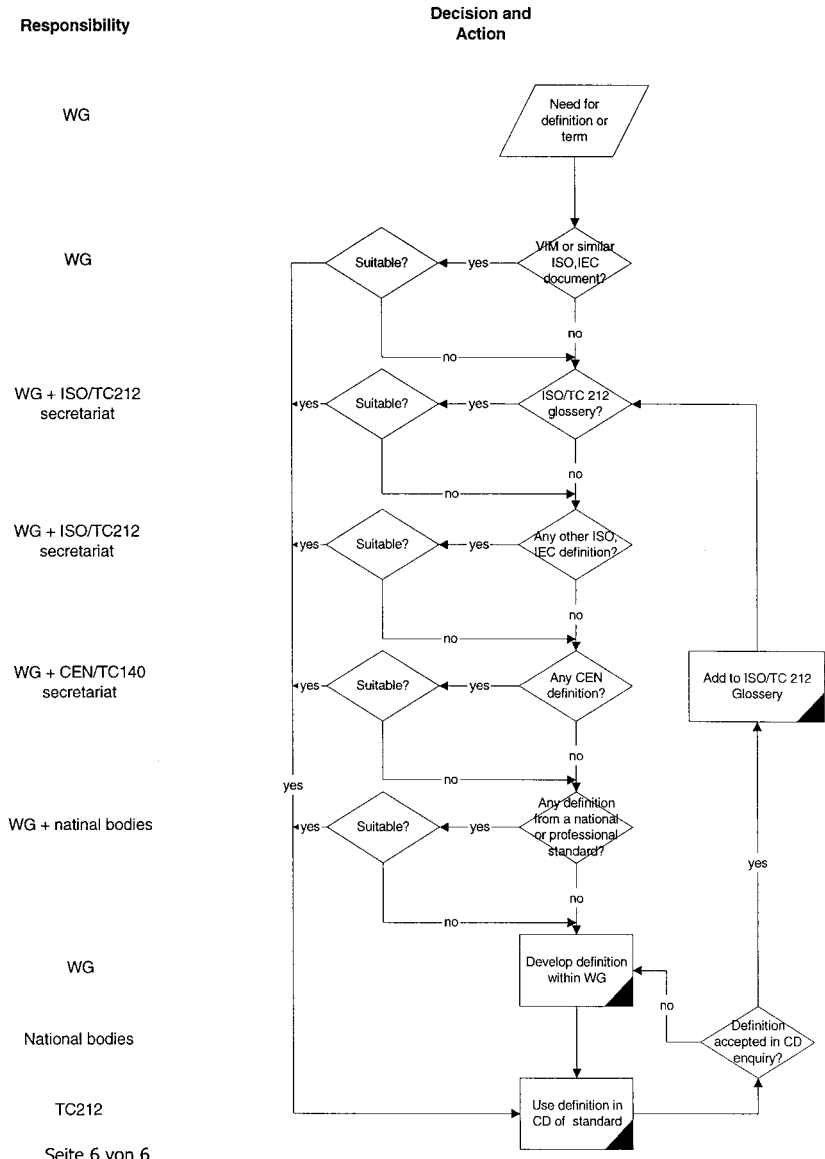 Responsibility
Decision and
Action
WG
Need for
definition or
term
WG
Suitable?
yes
VIM or similar
ISO,IEC
document?
no
no
WG + ISO/TC212
secretariat
yes
Suitable?
yes
ISO/TC 212
glossery?
no
no
WG + ISO/TC212
secretariat
yes
Suitable?
yes
Any other ISO,
IEC definition?
no
no
WG + CEN/TC140
secretariat
yes
Suitable?
yes
Any CEN
definition?
Add to ISO/TC 212
Glossery
no
no
yes
WG + natinal bodies
yes
Suitable?
yes
Any definition
from a national
or professional
standard?
yes
no
no
WG
Develop definition
within WG
no
National bodies
Definition
accepted in CD
enquiry?
TC212
Use definition in
CD of standard
Seite 6 von 6